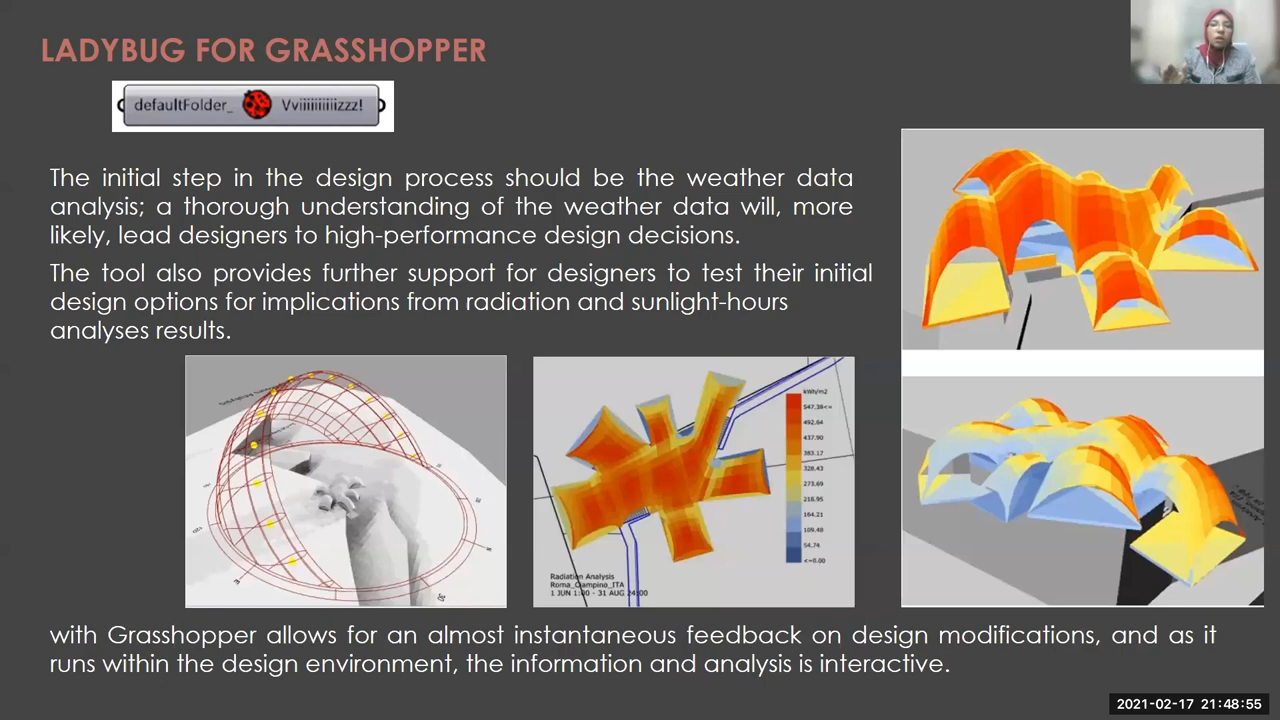 LADYBUG FOR GRASSHOPPER
defaultFolder_ Vviiiiiiiiizzz!
The initial step in the design process should be the weather data
analysis; a thorough understanding of the weather data will, more
likely, lead designers to high-performance design decisions.
The tool also provides further support for designers to test their initial
design options for implications from radiation and sunlight-hours
analyses results.
kWh/m2
547.38<=
492.64
437.90
383.17
328.43
273.69
218.95
164.21
109.48
54.74
<=0.00
Radiation Analysis
Roma_Ciampino_ITA
1 JUN 1:00 - 31 AUG 24:00
with Grasshopper allows for an almost instantaneous feedback on design modifications, and as it
runs within the design environment, the information and analysis is interactive.
2021-02-17 21:48:55